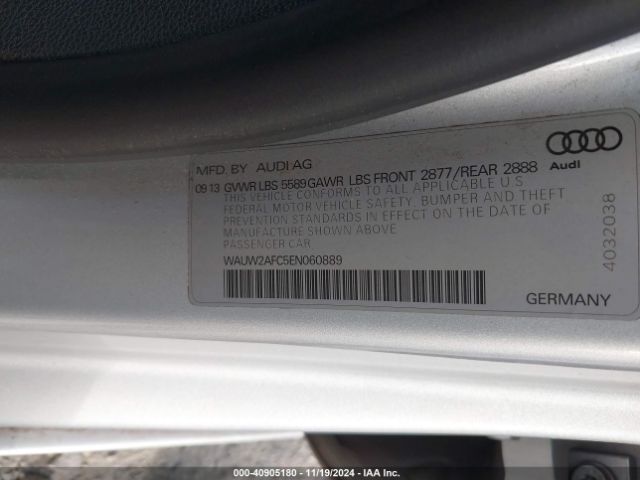 MFD. BY AUDI AG
09 13 GVWR LBS 5589 GAWR LBS FRONT 2877/REAR 2888
THIS VEHICLE CONFORMS TO ALL APPLICABLE U.S
FEDERAL MOTOR VEHICLE SAFETY, BUMPER AND THEFT
PREVENTION STANDARDS IN EFFECT ON THE DATE OF
MANUFACTURE SHOWN ABOVE
PASSENGER CAR
WAUW2AFC5EN060889
Audi
4032038
GERMANY
000-40905180 - 11/19/2024 - IAA Inc.